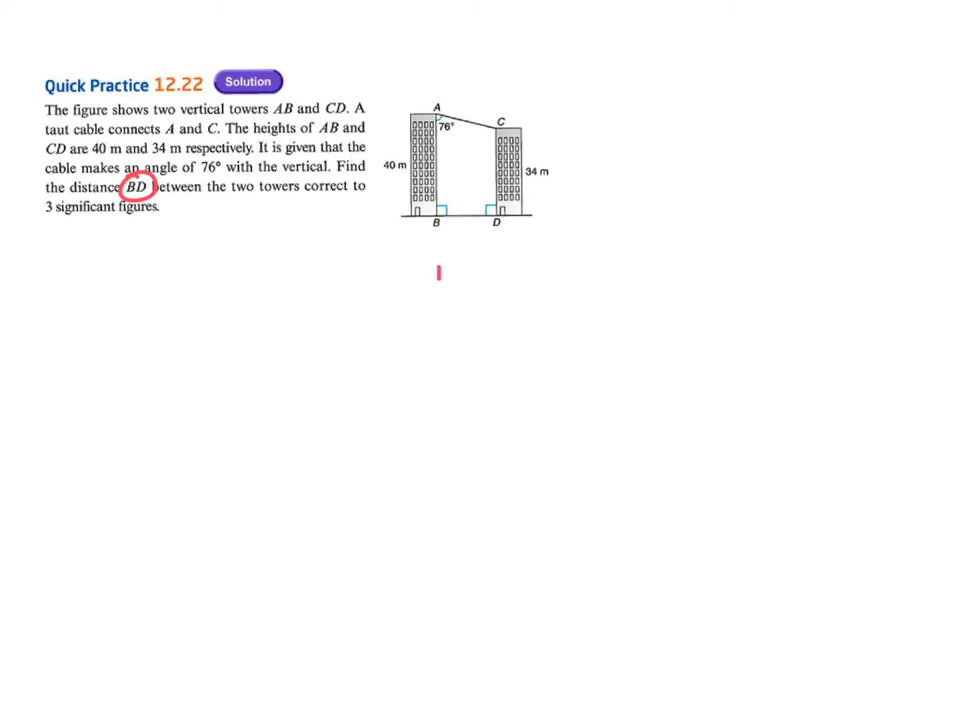 Quick Practice 12.22 Solution
The figure shows two vertical towers AB and CD. A
taut cable connects A and C. The heights of AB and
CD are 40 m and 34 m respectively. It is given that the
cable makes an angle of 76° with the vertical. Find
the distance BD between the two towers correct to
3 significant figures.
A
C
76°
40 m
34 m
B
D